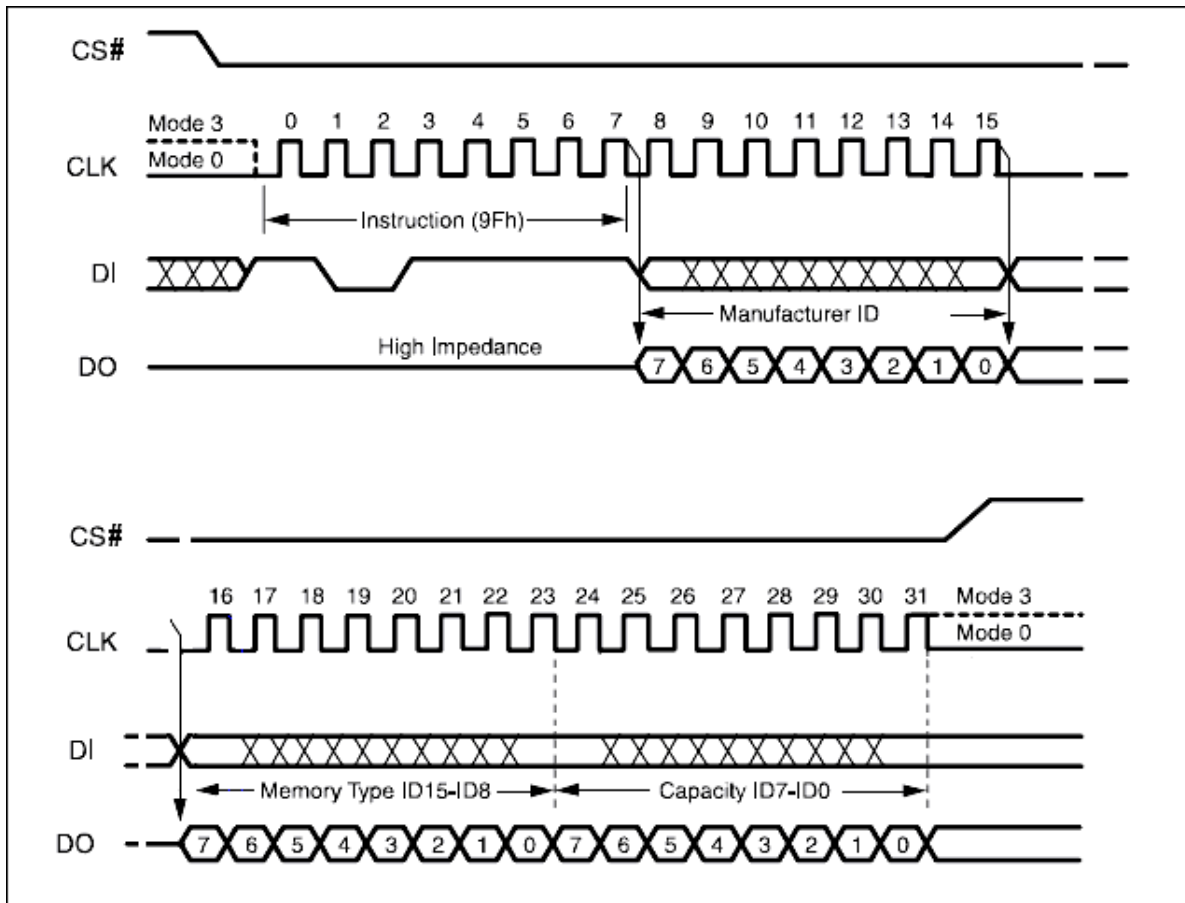 CS#
Mode 3
0 1 2 3 4 5 6 7 8 9 10 11 12 13 14 15
Mode 0
CLK
Instruction (9Fh)
DI
Manufacturer ID
High Impedance
DO
7 6 5 4 3 2 1 0
CS#
16 17 18 19 20 21 22 23 24 25 26 27 28 29 30 31
Mode 3
CLK
Mode 0
DI
Memory Type ID15-ID8
Capacity ID7-ID0
DO
7 6 5 4 3 2 1 0 7 6 5 4 3 2 1 0